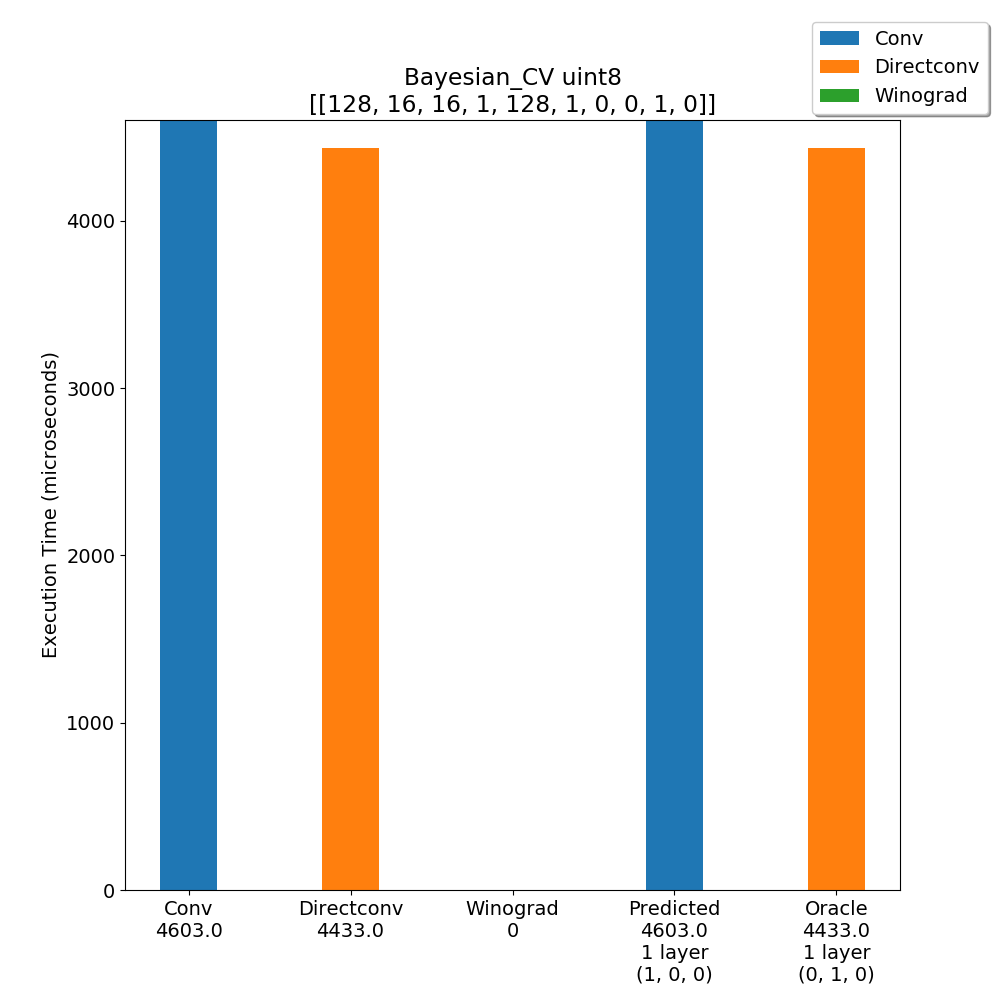 Conv
Directconv
Winograd
Bayesian_CV uint8
[[128, 16, 16, 1, 128, 1, 0, 0, 1, 0]]
Execution Time (microseconds)
4000
3000
2000
1000
0
Conv
4603.0
Directconv
4433.0
Winograd
0
Predicted
4603.0
1 layer
(1, 0, 0)
Oracle
4433.0
1 layer
(0, 1, 0)